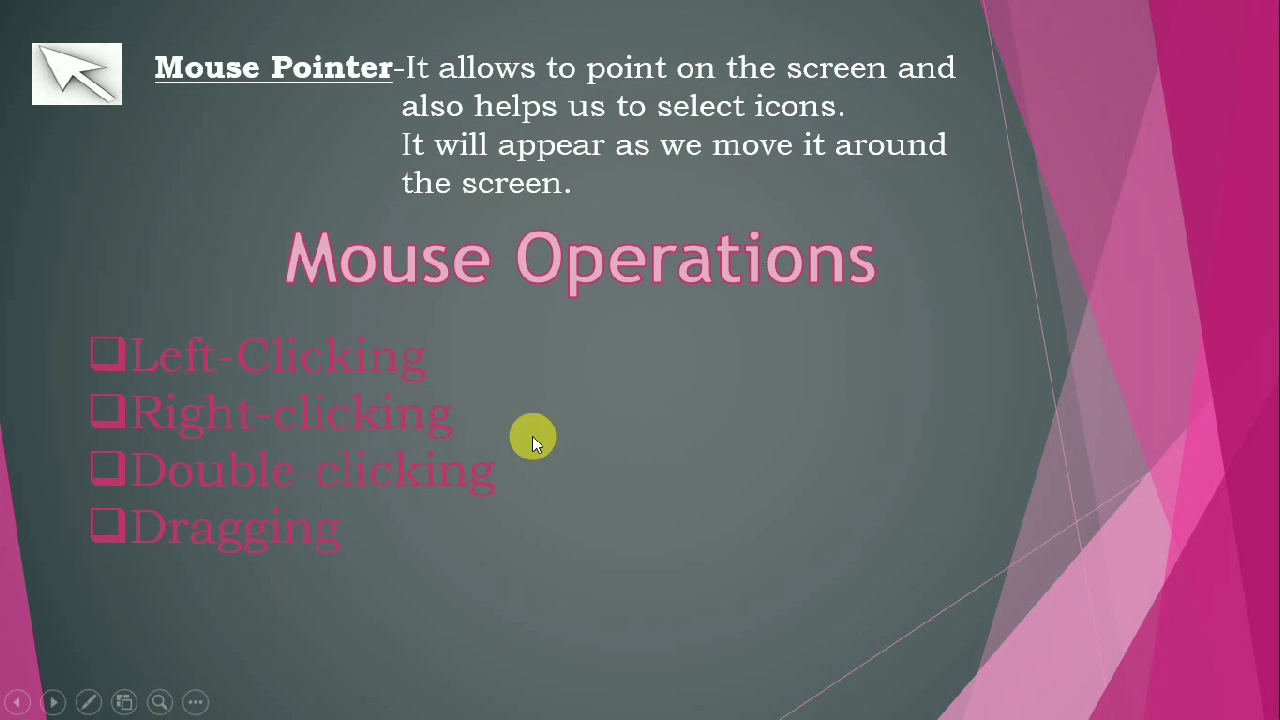 Mouse Pointer-It allows to point on the screen and
also helps us to select icons.
It will appear as we move it around
the screen.
Mouse Operations
❑Left-Clicking
❑Right-clicking
❑Double-clicking
❑Dragging